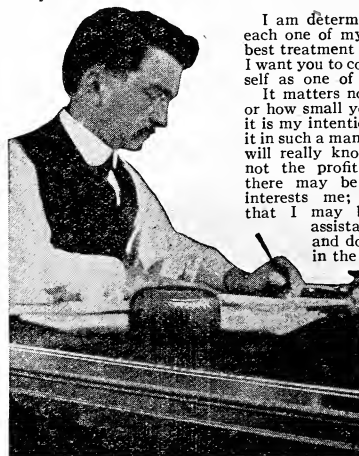 I am determ
each one of my
best treatment
I want you to co
self as one of
It matters no
or how small yo
it is my intentio
it in such a man
will really kno
not the profit
there may be
interests me;
that I may b
assista
and do
in the